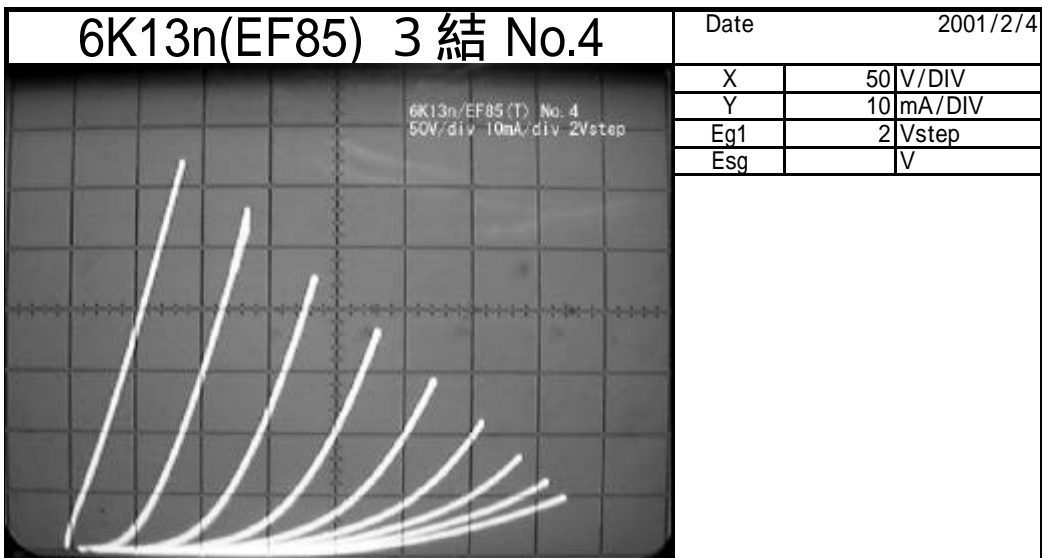 6K13n(EF85) 3結 No.4
Date 2001/2/4
X 50 V/DIV
Y 10 mA/DIV
Eg1 2 Vstep
Esg V
6K13n/EF85(T) No.4
50V/div 10mA/div 2Vstep